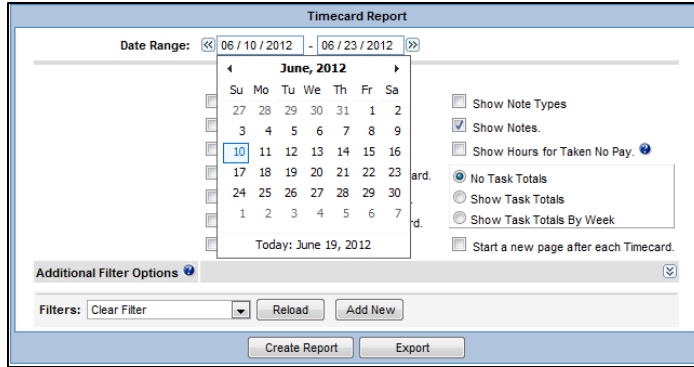 Timecard Report
Date Range: 06 / 10 / 2012 - 06 / 23 / 2012
June, 2012
Su Mo Tu We Th Fr Sa
27 28 29 30 31 1 2
3 4 5 6 7 8 9
10 11 12 13 14 15 16
17 18 19 20 21 22 23
24 25 26 27 28 29 30
1 2 3 4 5 6 7
Today: June 19, 2012
ard.
.
rd.
Show Note Types
Show Notes.
Show Hours for Taken No Pay. ?
No Task Totals
Show Task Totals
Show Task Totals By Week
Start a new page after each Timecard.
Additional Filter Options ?
Filters: Clear Filter Reload Add New
Create Report Export